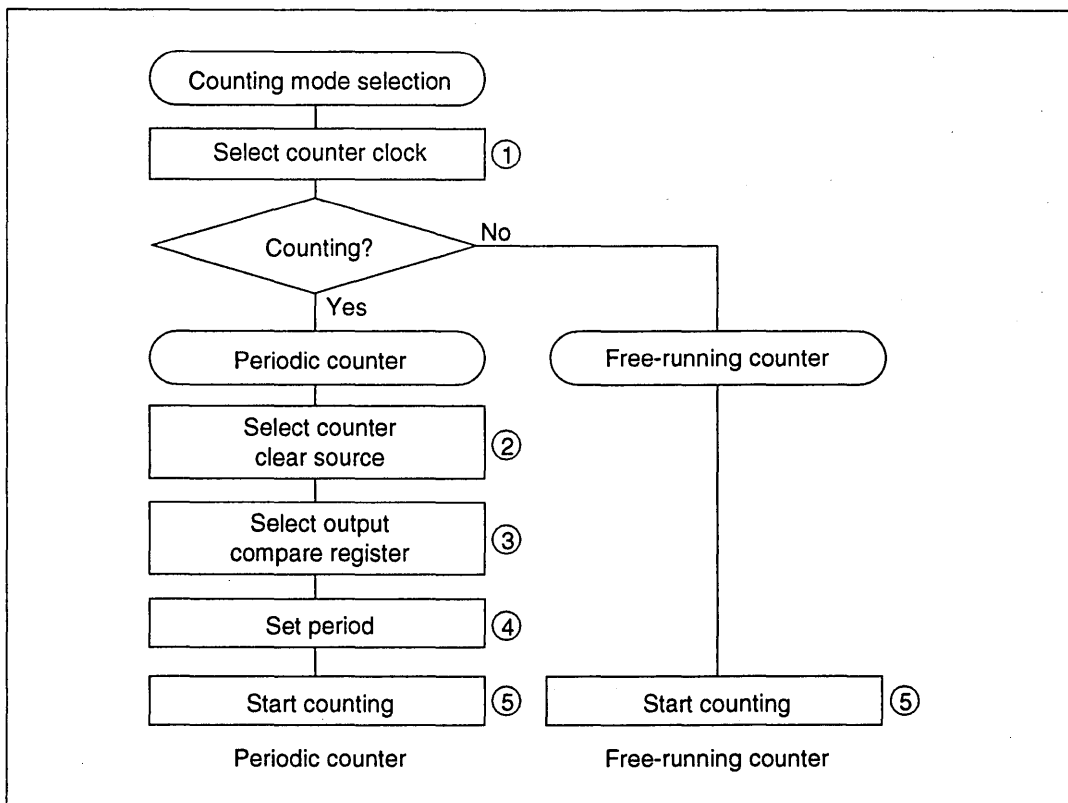 Counting mode selection
Select counter clock ①
Counting?
No
Yes
Periodic counter
Free-running counter
Select counter
clear source ②
Select output
compare register ③
Set period ④
Start counting ⑤
Start counting ⑤
Periodic counter
Free-running counter